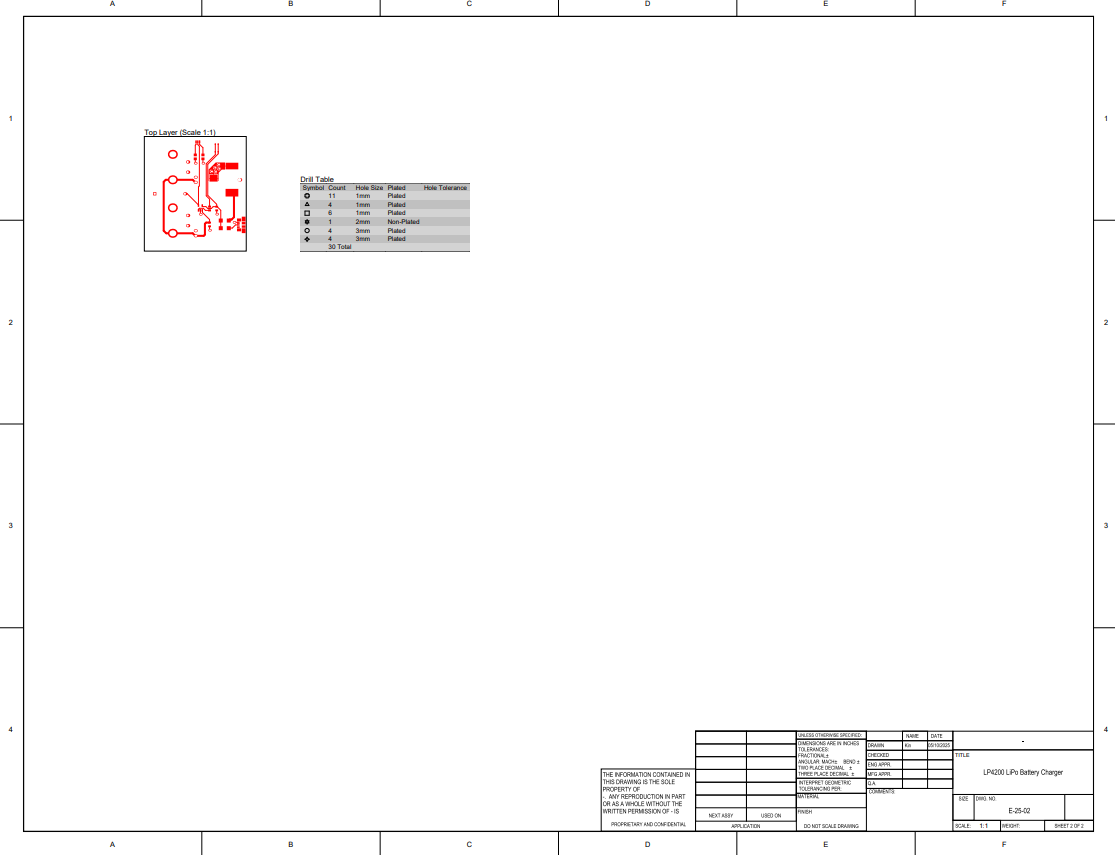 A B C D E F
1 1
Top Layer (Scale 1:1)
Drill Table
Symbol Count Hole Size Plated Hole Tolerance
11 1mm Plated
4 1mm Plated
6 1mm Plated
1 2mm Non-Plated
4 3mm Plated
4 3mm Plated
30 Total
2 2
3 3
4 4
THE INFORMATION CONTAINED IN
THIS DRAWING IS THE SOLE
PROPERTY OF
-. ANY REPRODUCTION IN PART
OR AS A WHOLE WITHOUT THE
WRITTEN PERMISSION OF - IS
PROPRIETARY AND CONFIDENTIAL
NEXT ASSY USED ON
APPLICATION
UNLESS OTHERWISE SPECIFIED:
DIMENSIONS ARE IN INCHES
TOLERANCES:
FRACTIONAL±
ANGULAR: MACH± BEND ±
TWO PLACE DECIMAL ±
THREE PLACE DECIMAL ±
INTERPRET GEOMETRIC
TOLERANCING PER:
MATERIAL
FINISH
DO NOT SCALE DRAWING
NAME DATE
DRAWN Kin 05/10/2025
CHECKED
ENG APPR.
MFG APPR.
Q.A.
COMMENTS:
-
TITLE
LP4200 LiPo Battery Charger
SIZE DWG. NO.
E-25-02
SCALE: 1:1 WEIGHT: SHEET 2 OF 2
A B C D E F